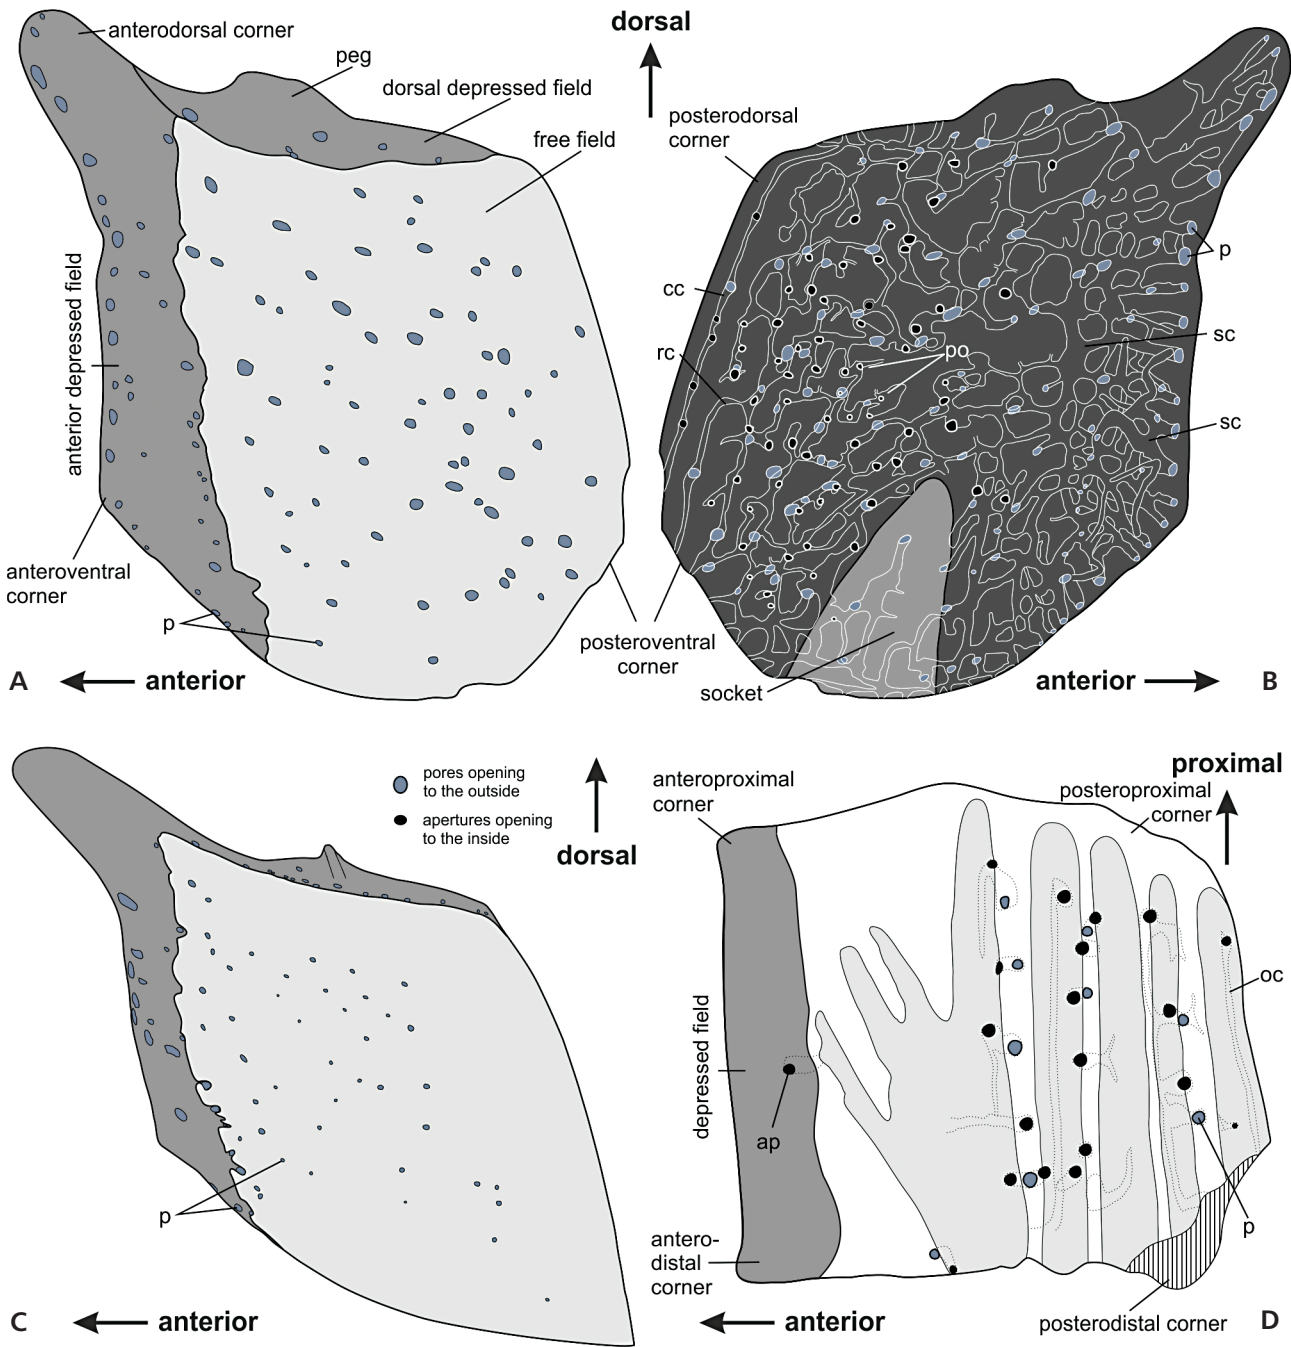 anterodorsal corner
peg
dorsal depressed field
free field
anterior depressed field
anteroventral
corner
p
A
anterior
dorsal
posterodorsal
corner
cc
rc
po
p
sc
sc
posteroventral
corner
socket
anterior
B
pores opening
to the outside
apertures opening
to the inside
dorsal
p
C
anterior
anteroproximal
corner
proximal
posteroproximal
corner
depressed field
ap
oc
p
antero-
distal
corner
anterior
posterodistal corner
D